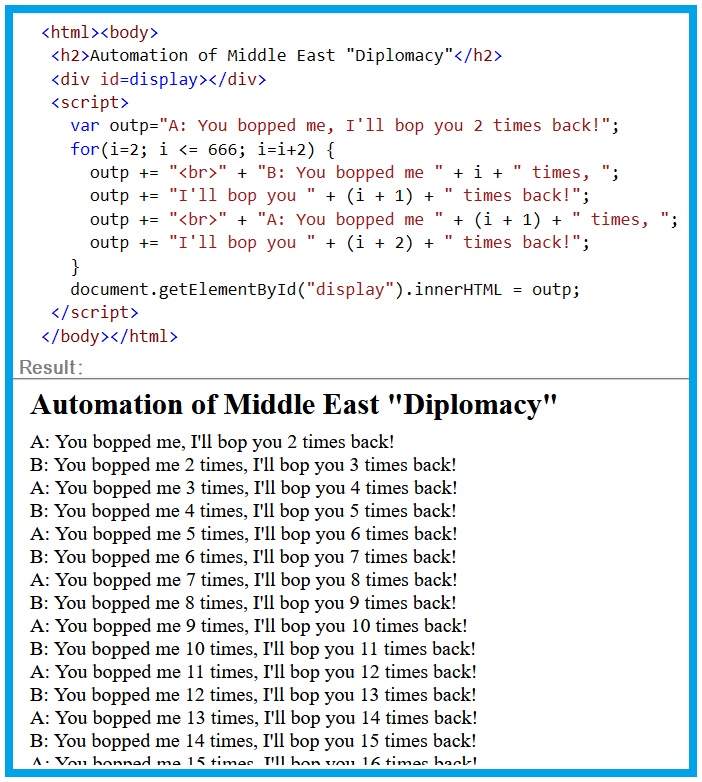 <html><body>
<h2>Automation of Middle East "Diplomacy"</h2>
<div id=display></div>
<script>
var outp="A: You bopped me, I'll bop you 2 times back!";
for(i=2; i <= 666; i=i+2) {
outp += "<br>" + "B: You bopped me " + i + " times, ";
outp += "I'll bop you " + (i + 1) + " times back!";
outp += "<br>" + "A: You bopped me " + (i + 1) + " times, ";
outp += "I'll bop you " + (i + 2) + " times back!";
}
document.getElementById("display").innerHTML = outp;
</script>
</body></html>
Result:
Automation of Middle East "Diplomacy"
A: You bopped me, I'll bop you 2 times back!
B: You bopped me 2 times, I'll bop you 3 times back!
A: You bopped me 3 times, I'll bop you 4 times back!
B: You bopped me 4 times, I'll bop you 5 times back!
A: You bopped me 5 times, I'll bop you 6 times back!
B: You bopped me 6 times, I'll bop you 7 times back!
A: You bopped me 7 times, I'll bop you 8 times back!
B: You bopped me 8 times, I'll bop you 9 times back!
A: You bopped me 9 times, I'll bop you 10 times back!
B: You bopped me 10 times, I'll bop you 11 times back!
A: You bopped me 11 times, I'll bop you 12 times back!
B: You bopped me 12 times, I'll bop you 13 times back!
A: You bopped me 13 times, I'll bop you 14 times back!
B: You bopped me 14 times, I'll bop you 15 times back!
A: You bopped me 15 times, I'll bop you 16 times back!